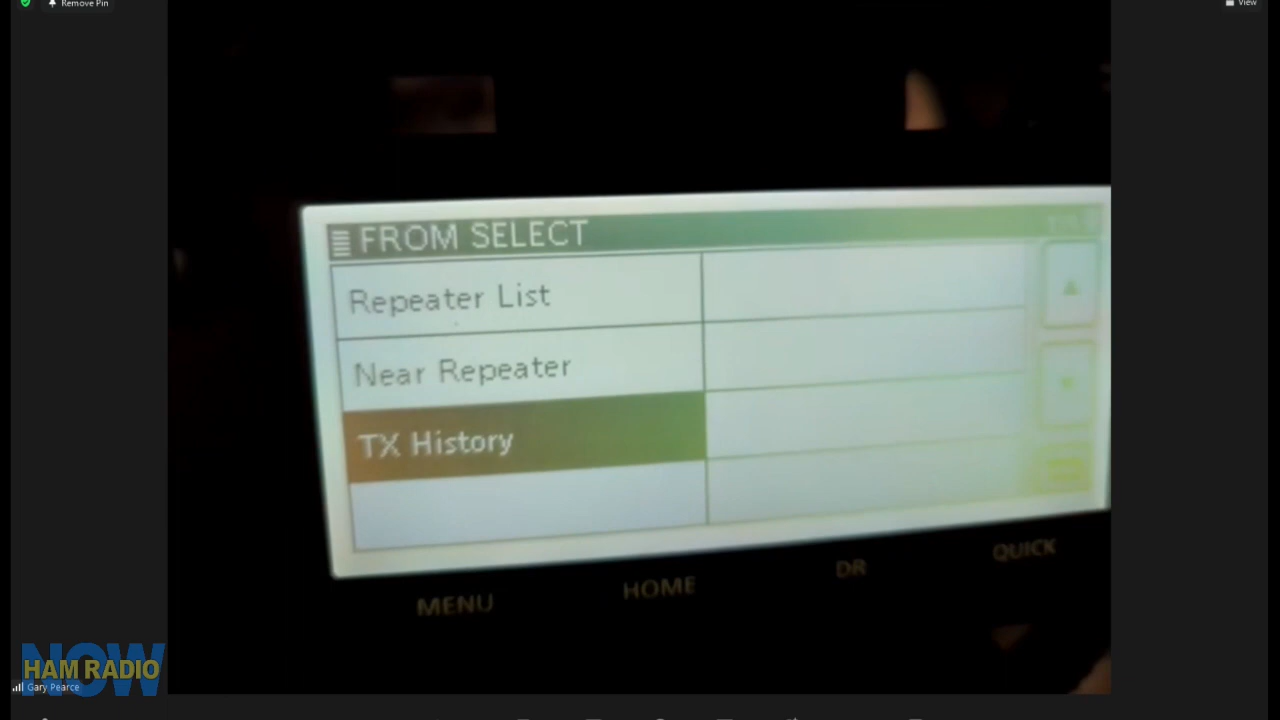 Remove Pin
View
FROM SELECT
Repeater List
Near Repeater
TX History
MENU
HOME
DR
QUICK
NOW
HAM RADIO
Gary Pearce